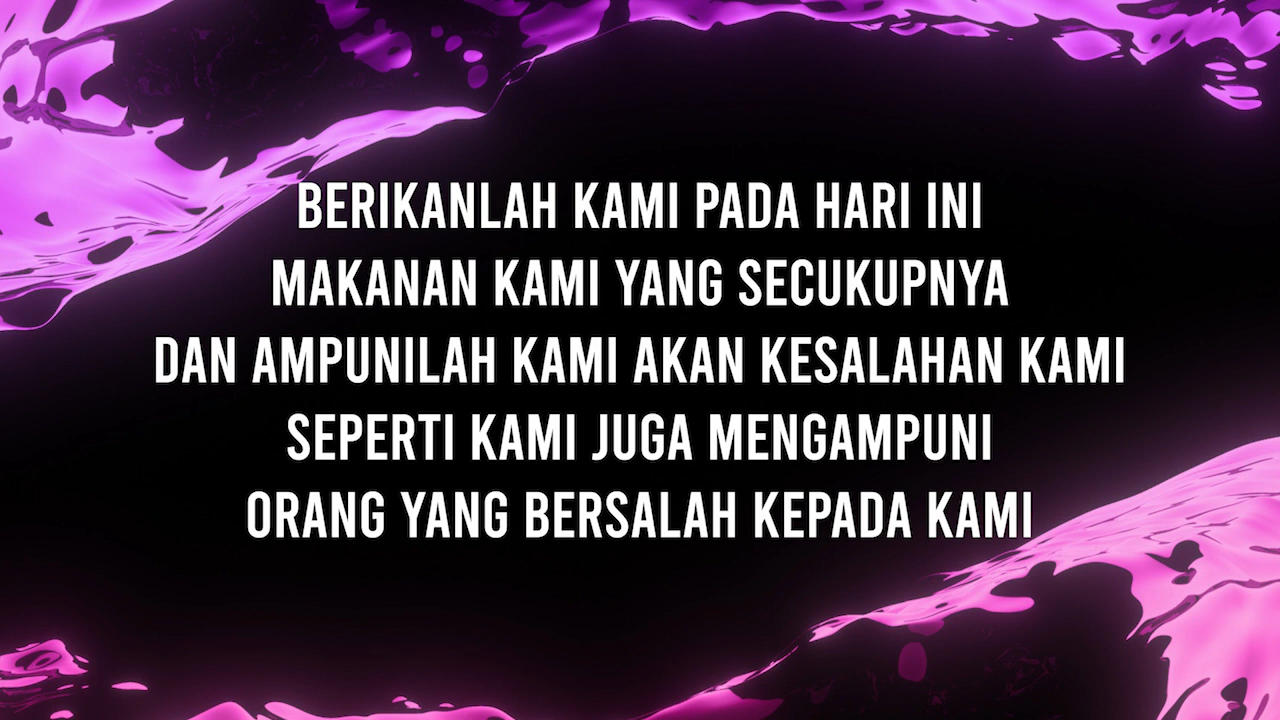 BERIKANLAH KAMI PADA HARI INI
MAKANAN KAMI YANG SECUKUPNYA
DAN AMPUNILAH KAMI AKAN KESALAHAN KAMI
SEPERTI KAMI JUGA MENGAMPUNI
ORANG YANG BERSALAH KEPADA KAMI